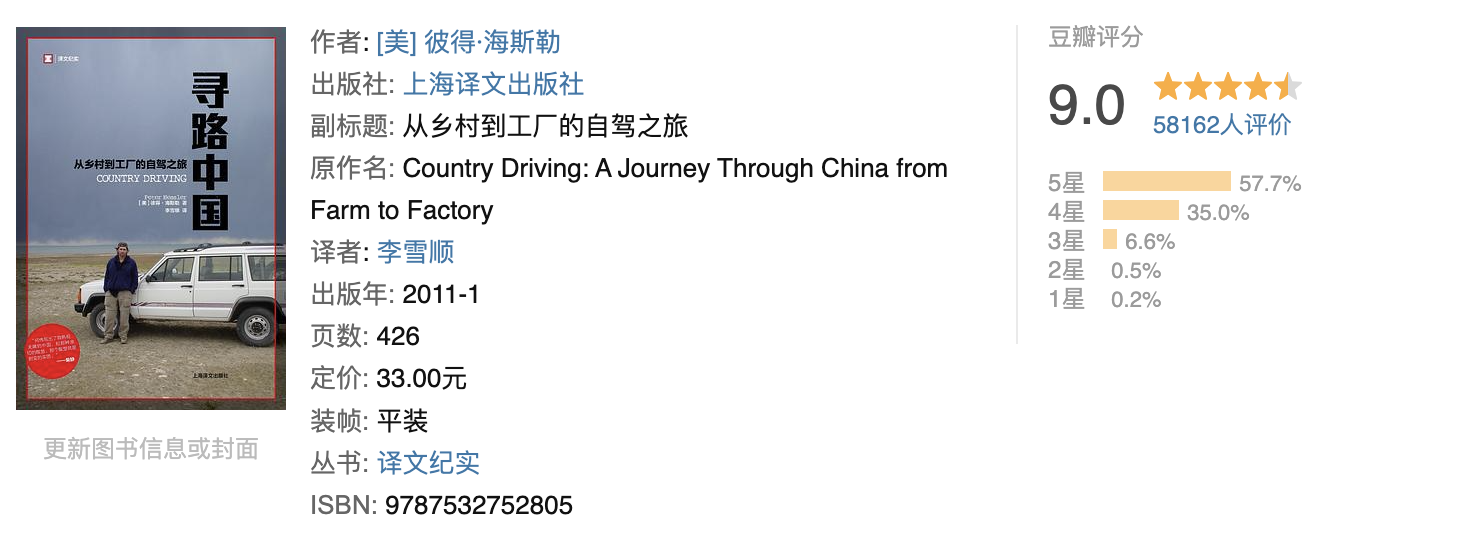 译文纪实
寻路中国
从乡村到工厂的自驾之旅
COUNTRY DRIVING
Peter Hessler
[美]彼得·海斯勒 著
李雪顺 译
上海译文出版社
更新图书信息或封面
作者: [美] 彼得·海斯勒
出版社: 上海译文出版社
副标题: 从乡村到工厂的自驾之旅
原作名: Country Driving: A Journey Through China from
Farm to Factory
译者: 李雪顺
出版年: 2011-1
页数: 426
定价: 33.00元
装帧: 平装
丛书: 译文纪实
ISBN: 9787532752805
豆瓣评分
9.0
58162人评价
5星 57.7%
4星 35.0%
3星 6.6%
2星 0.5%
1星 0.2%